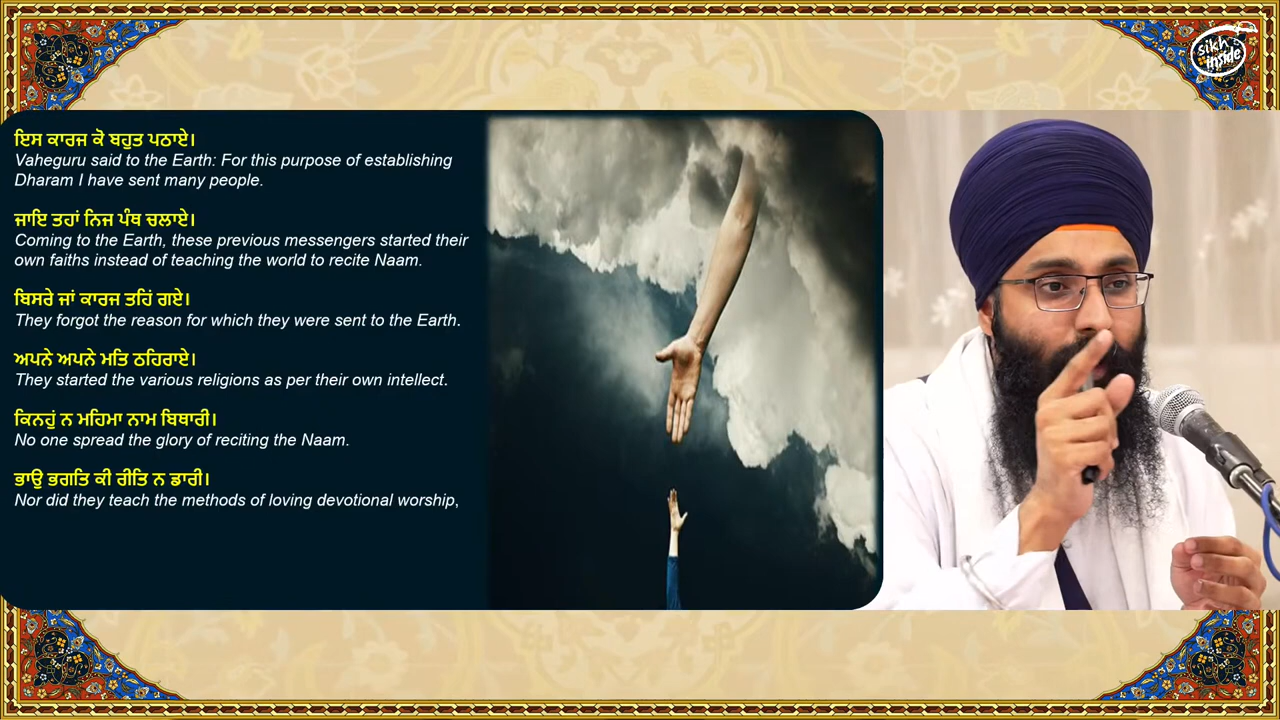 ਇਸ ਕਾਰਜ ਕੋ ਬਹੁਤ ਪਠਾਏ।
Vaheguru said to the Earth: For this purpose of establishing
Dharam I have sent many people.
ਜਾਇ ਤਹਾਂ ਨਿਜ ਪੰਥ ਚਲਾਏ।
Coming to the Earth, these previous messengers started their
own faiths instead of teaching the world to recite Naam.
ਬਿਸਰੇ ਜਾਂ ਕਾਰਜ ਤਹਿਂ ਗਏ।
They forgot the reason for which they were sent to the Earth.
ਅਪਨੇ ਅਪਨੇ ਮਤਿ ਠਹਿਰਾਏ।
They started the various religions as per their own intellect.
ਕਿਨਹੁਂ ਨ ਮਹਿਮਾ ਨਾਮ ਬਿਥਾਰੀ।
No one spread the glory of reciting the Naam.
ਭਾਉ ਭਗਤਿ ਕੀ ਰੀਤਿ ਨ ਡਾਰੀ।
Nor did they teach the methods of loving devotional worship,
sikh
inside